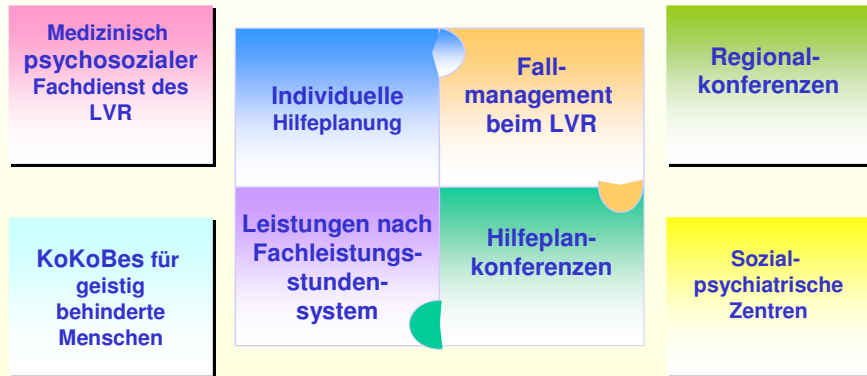 Medizinisch
psychosozialer
Fachdienst des
LVR
Individuelle
Hilfeplanung
Fall-
management
beim LVR
Regional-
konferenzen
KoKoBes für
geistig
behinderte
Menschen
Leistungen nach
Fachleistungs-
stunden-
system
Hilfeplan-
konferenzen
Sozial-
psychiatrische
Zentren